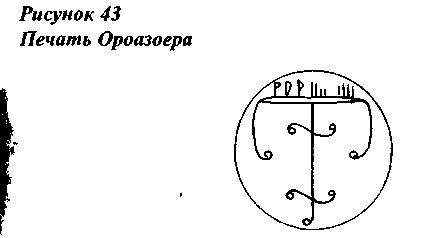 Рисунок 43
Печать Ороазоера